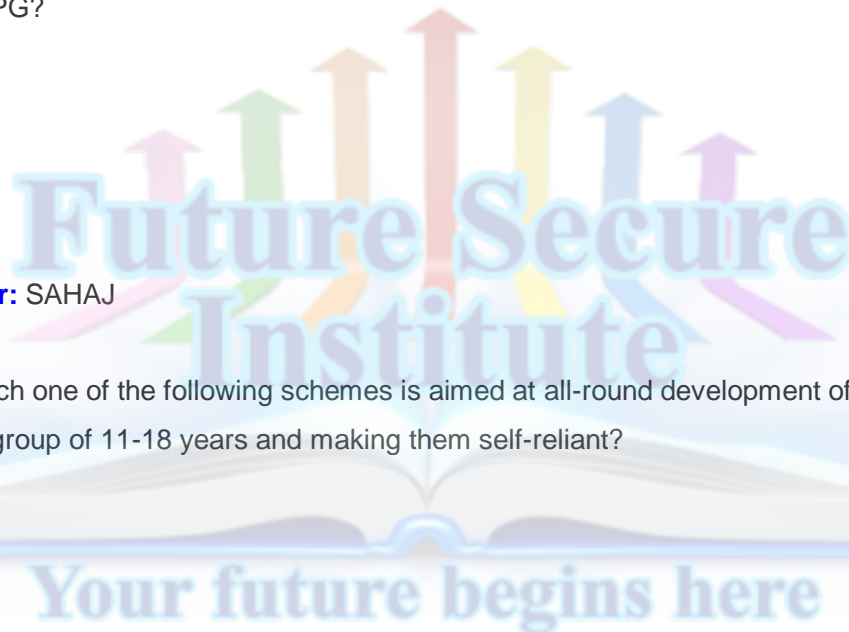 PG?
Future Secure
r: SAHAJ
Institute
ch one of the following schemes is aimed at all-round development of
group of 11-18 years and making them self-reliant?
Your future begins here